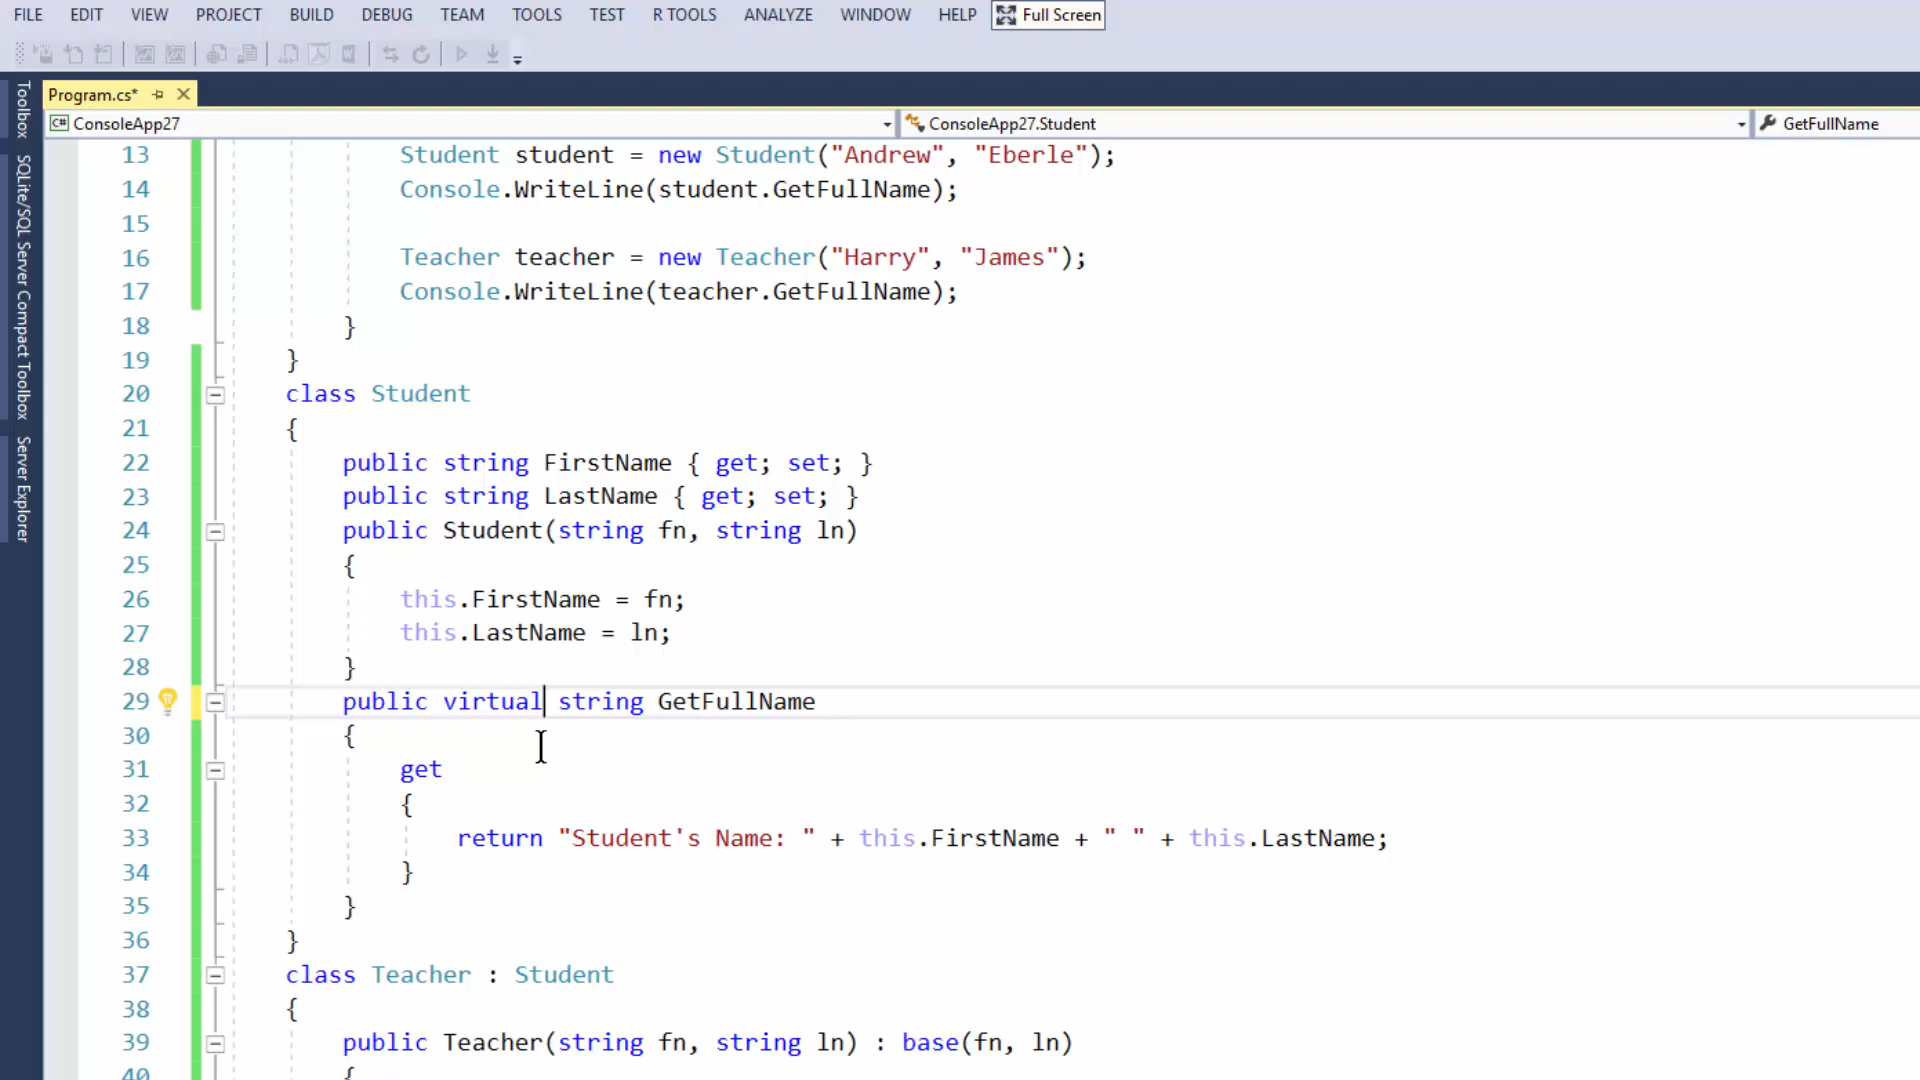 FILE EDIT VIEW PROJECT BUILD DEBUG TEAM TOOLS TEST R TOOLS ANALYZE WINDOW HELP Full Screen
Toolbox
SQLite/SQL Server Compact Toolbox
Server Explorer
Program.cs*
C# ConsoleApp27 ConsoleApp27.Student GetFullName
13 Student student = new Student("Andrew", "Eberle");
14 Console.WriteLine(student.GetFullName);
15
16 Teacher teacher = new Teacher("Harry", "James");
17 Console.WriteLine(teacher.GetFullName);
18 }
19 }
20 class Student
21 {
22 public string FirstName { get; set; }
23 public string LastName { get; set; }
24 public Student(string fn, string ln)
25 {
26 this.FirstName = fn;
27 this.LastName = ln;
28 }
29 public virtual string GetFullName
30 {
31 get
32 {
33 return "Student's Name: " + this.FirstName + " " + this.LastName;
34 }
35 }
36 }
37 class Teacher : Student
38 {
39 public Teacher(string fn, string ln) : base(fn, ln)
40 {